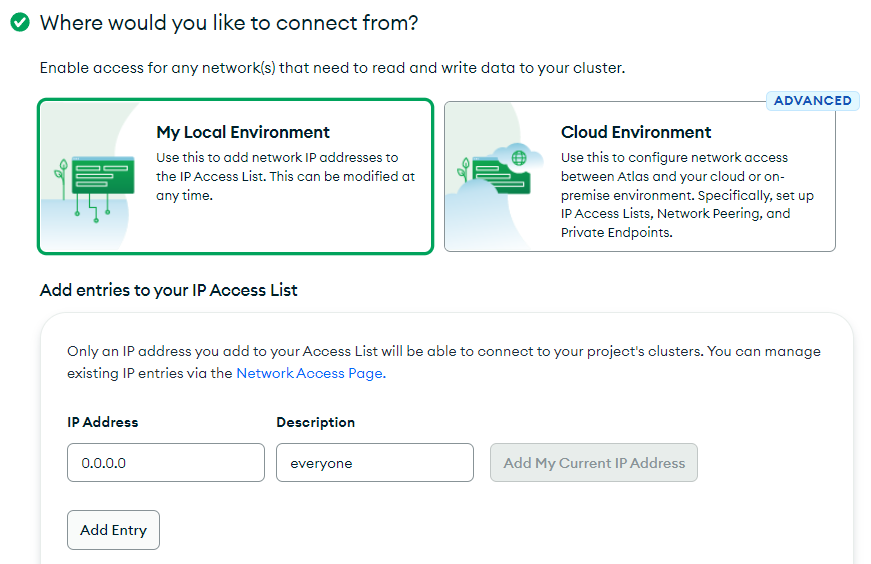 Where would you like to connect from?
Enable access for any network(s) that need to read and write data to your cluster.
My Local Environment
Use this to add network IP addresses to
the IP Access List. This can be modified at
any time.
ADVANCED
Cloud Environment
Use this to configure network access
between Atlas and your cloud or on-
premise environment. Specifically, set up
IP Access Lists, Network Peering, and
Private Endpoints.
Add entries to your IP Access List
Only an IP address you add to your Access List will be able to connect to your project's clusters. You can manage
existing IP entries via the Network Access Page.
IP Address Description
0.0.0.0 everyone Add My Current IP Address
Add Entry